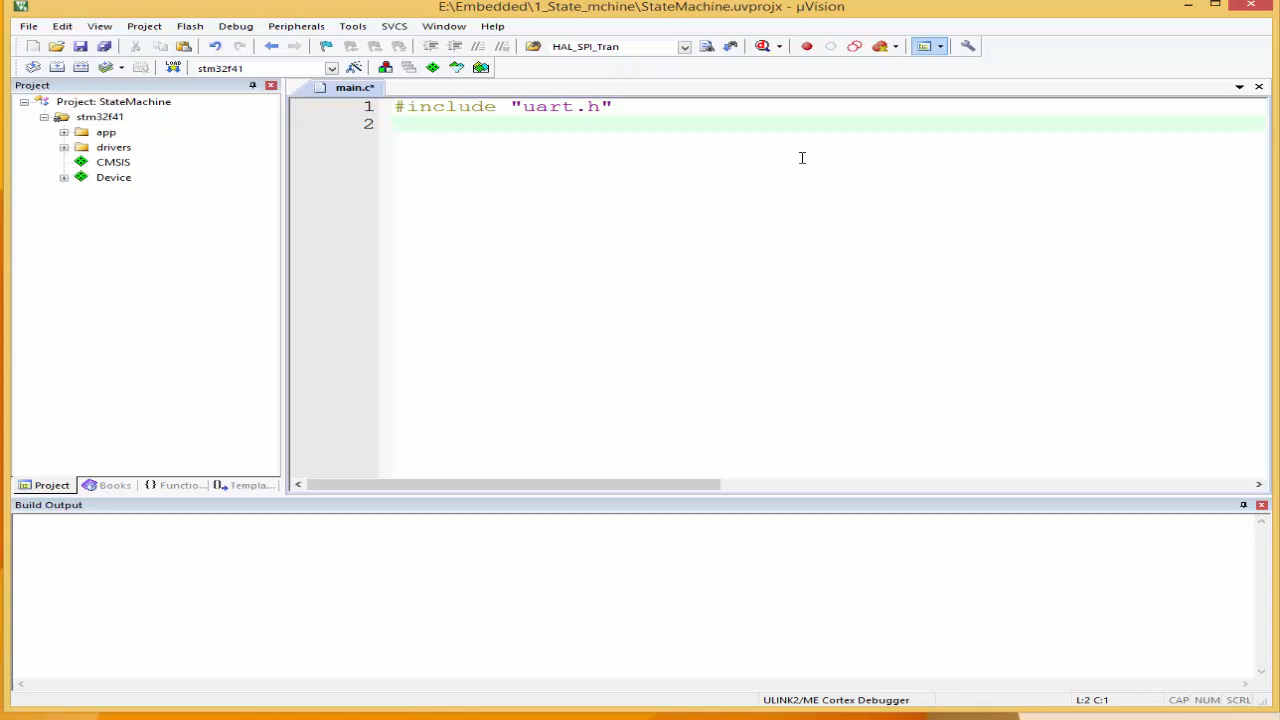 E:\Embedded\1_State_mchine\StateMachine.uvprojx - µVision
File Edit View Project Flash Debug Peripherals Tools SVCS Window Help
HAL_SPI_Tran
LOAD stm32f41
Project
main.c*
Project: StateMachine
stm32f41
app
drivers
CMSIS
Device
1 #include "uart.h"
2
Project Books {} Functio... Templa...
Build Output
ULINK2/ME Cortex Debugger L:2 C:1 CAP NUM SCRL